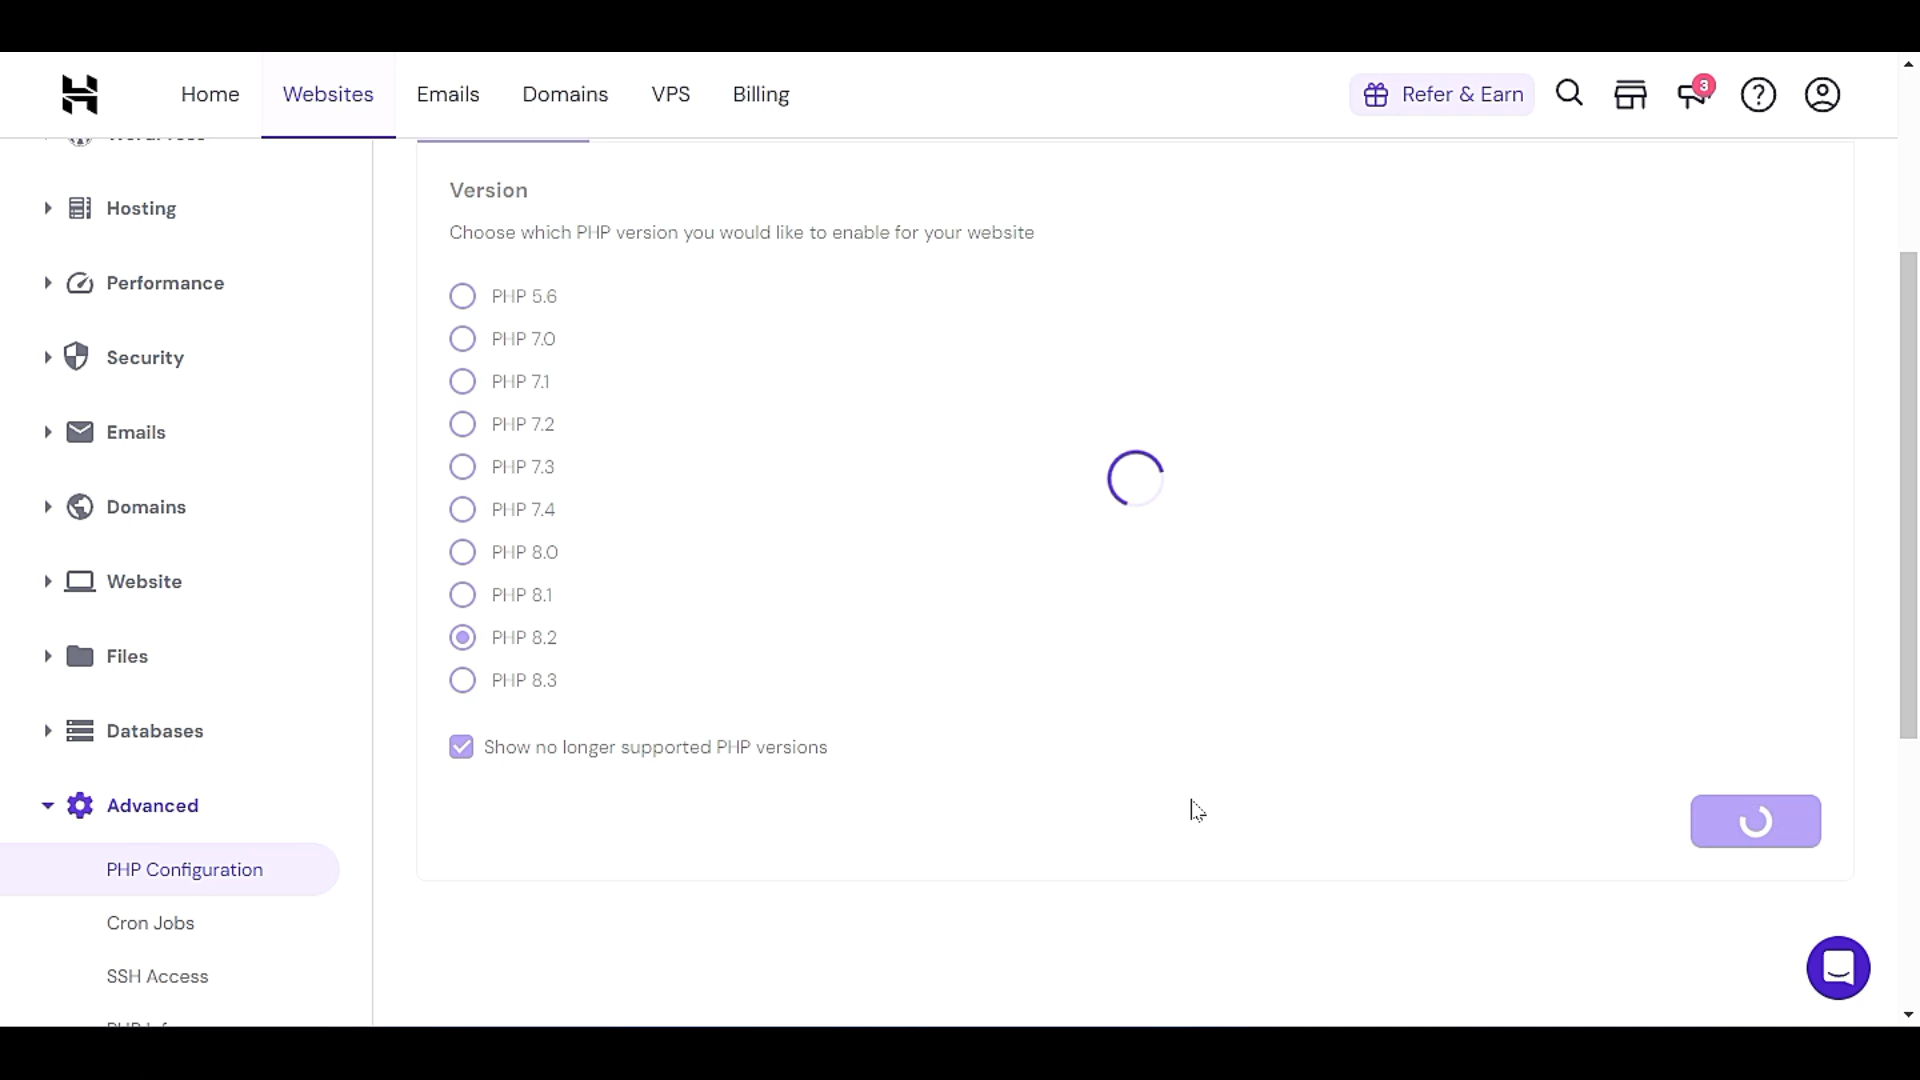 Home
Websites
Emails
Domains
VPS
Billing
Refer & Earn
3
Hosting
Performance
Security
Emails
Domains
Website
Files
Databases
Advanced
PHP Configuration
Cron Jobs
SSH Access
Version
Choose which PHP version you would like to enable for your website
PHP 5.6
PHP 7.0
PHP 7.1
PHP 7.2
PHP 7.3
PHP 7.4
PHP 8.0
PHP 8.1
PHP 8.2
PHP 8.3
Show no longer supported PHP versions